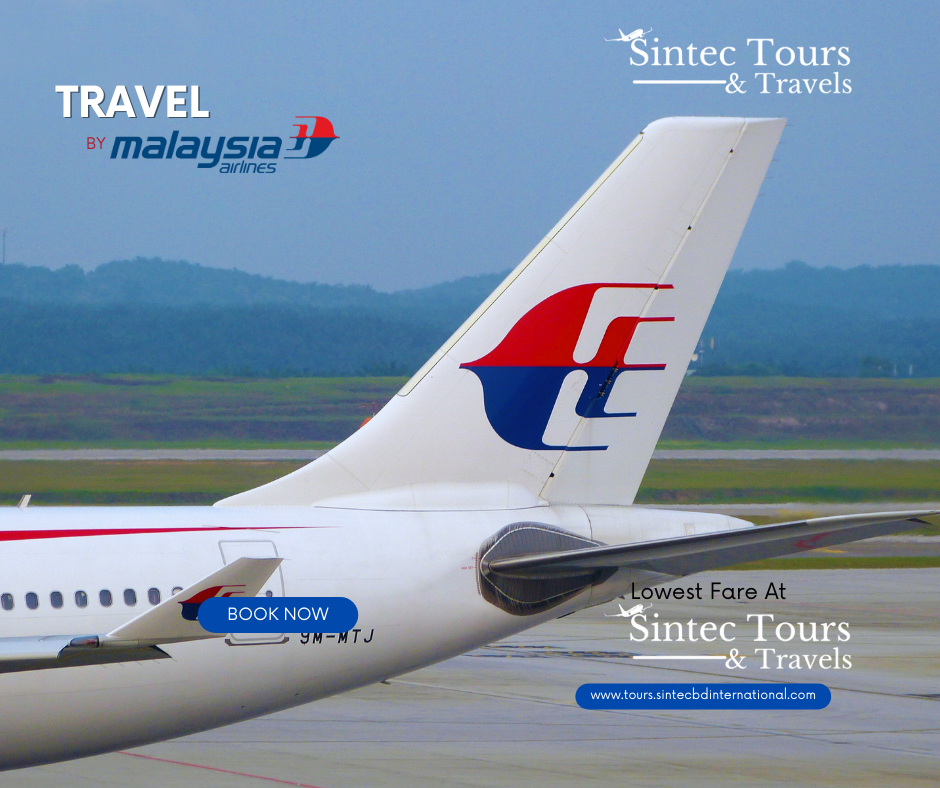 Sintec Tours
& Travels
TRAVEL
BY malaysia
airlines
BOOK NOW
9M-MTJ
Lowest Fare At
Sintec Tours
& Travels
www.tours.sintecbdinternational.com